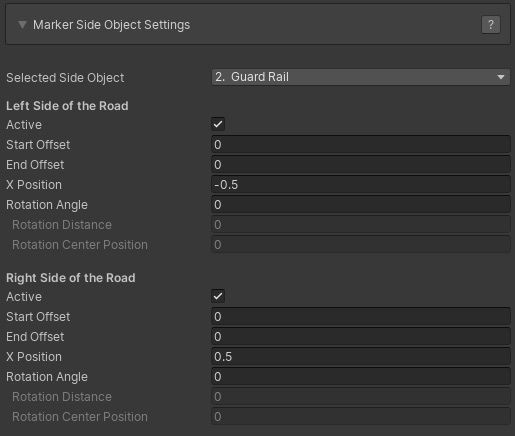 Marker Side Object Settings ?
Selected Side Object 2. Guard Rail
Left Side of the Road
Active
Start Offset 0
End Offset 0
X Position -0.5
Rotation Angle 0
Rotation Distance 0
Rotation Center Position 0
Right Side of the Road
Active
Start Offset 0
End Offset 0
X Position 0.5
Rotation Angle 0
Rotation Distance 0
Rotation Center Position 0